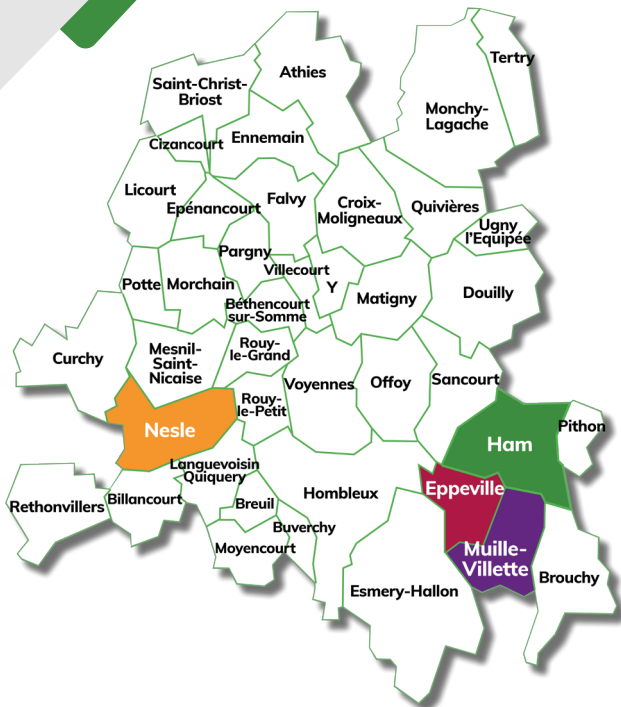 Tertry
Athies
Saint-Christ-
Briost
Monchy-
Lagache
Ennemain
Cizancourt
Licourt
Epénancourt
Falvy
Croix-
Moligneaux
Quivières
Ugny
l'Equipée
Pargny
Villecourt
Y
Potte
Morchain
Béthencourt
sur-Somme
Matigny
Douilly
Curchy
Mesnil-
Saint-
Nicaise
Rouy-
le-Grand
Voyennes
Offoy
Sancourt
Rouy-
le-Petit
Nesle
Ham
Pithon
Languevoisin
Quiquery
Eppeville
Rethonvillers
Billancourt
Breuil
Hombleux
Buverchy
Moyencourt
Muille-
Villette
Esmery-Hallon
Brouchy